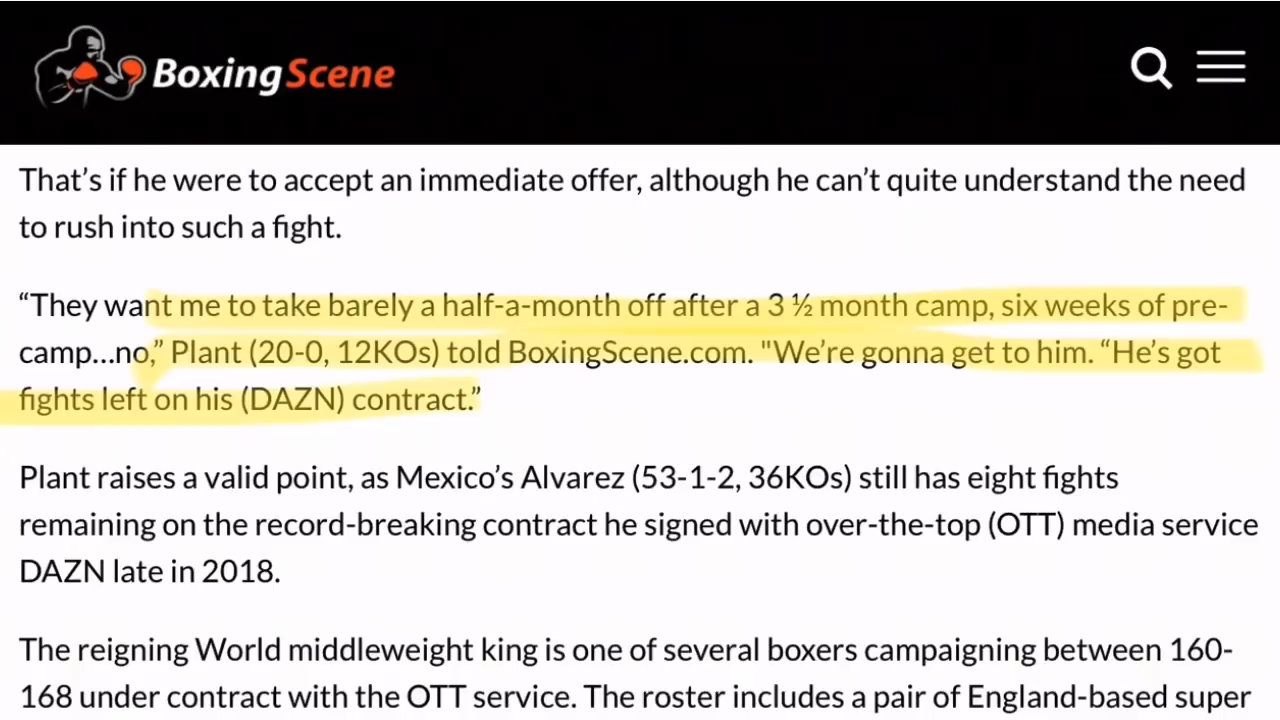 BoxingScene
That’s if he were to accept an immediate offer, although he can’t quite understand the need
to rush into such a fight.
“They want me to take barely a half-a-month off after a 3 ½ month camp, six weeks of pre-
camp…no,” Plant (20-0, 12KOs) told BoxingScene.com. "We’re gonna get to him. “He’s got
fights left on his (DAZN) contract.”
Plant raises a valid point, as Mexico’s Alvarez (53-1-2, 36KOs) still has eight fights
remaining on the record-breaking contract he signed with over-the-top (OTT) media service
DAZN late in 2018.
The reigning World middleweight king is one of several boxers campaigning between 160-
168 under contract with the OTT service. The roster includes a pair of England-based super